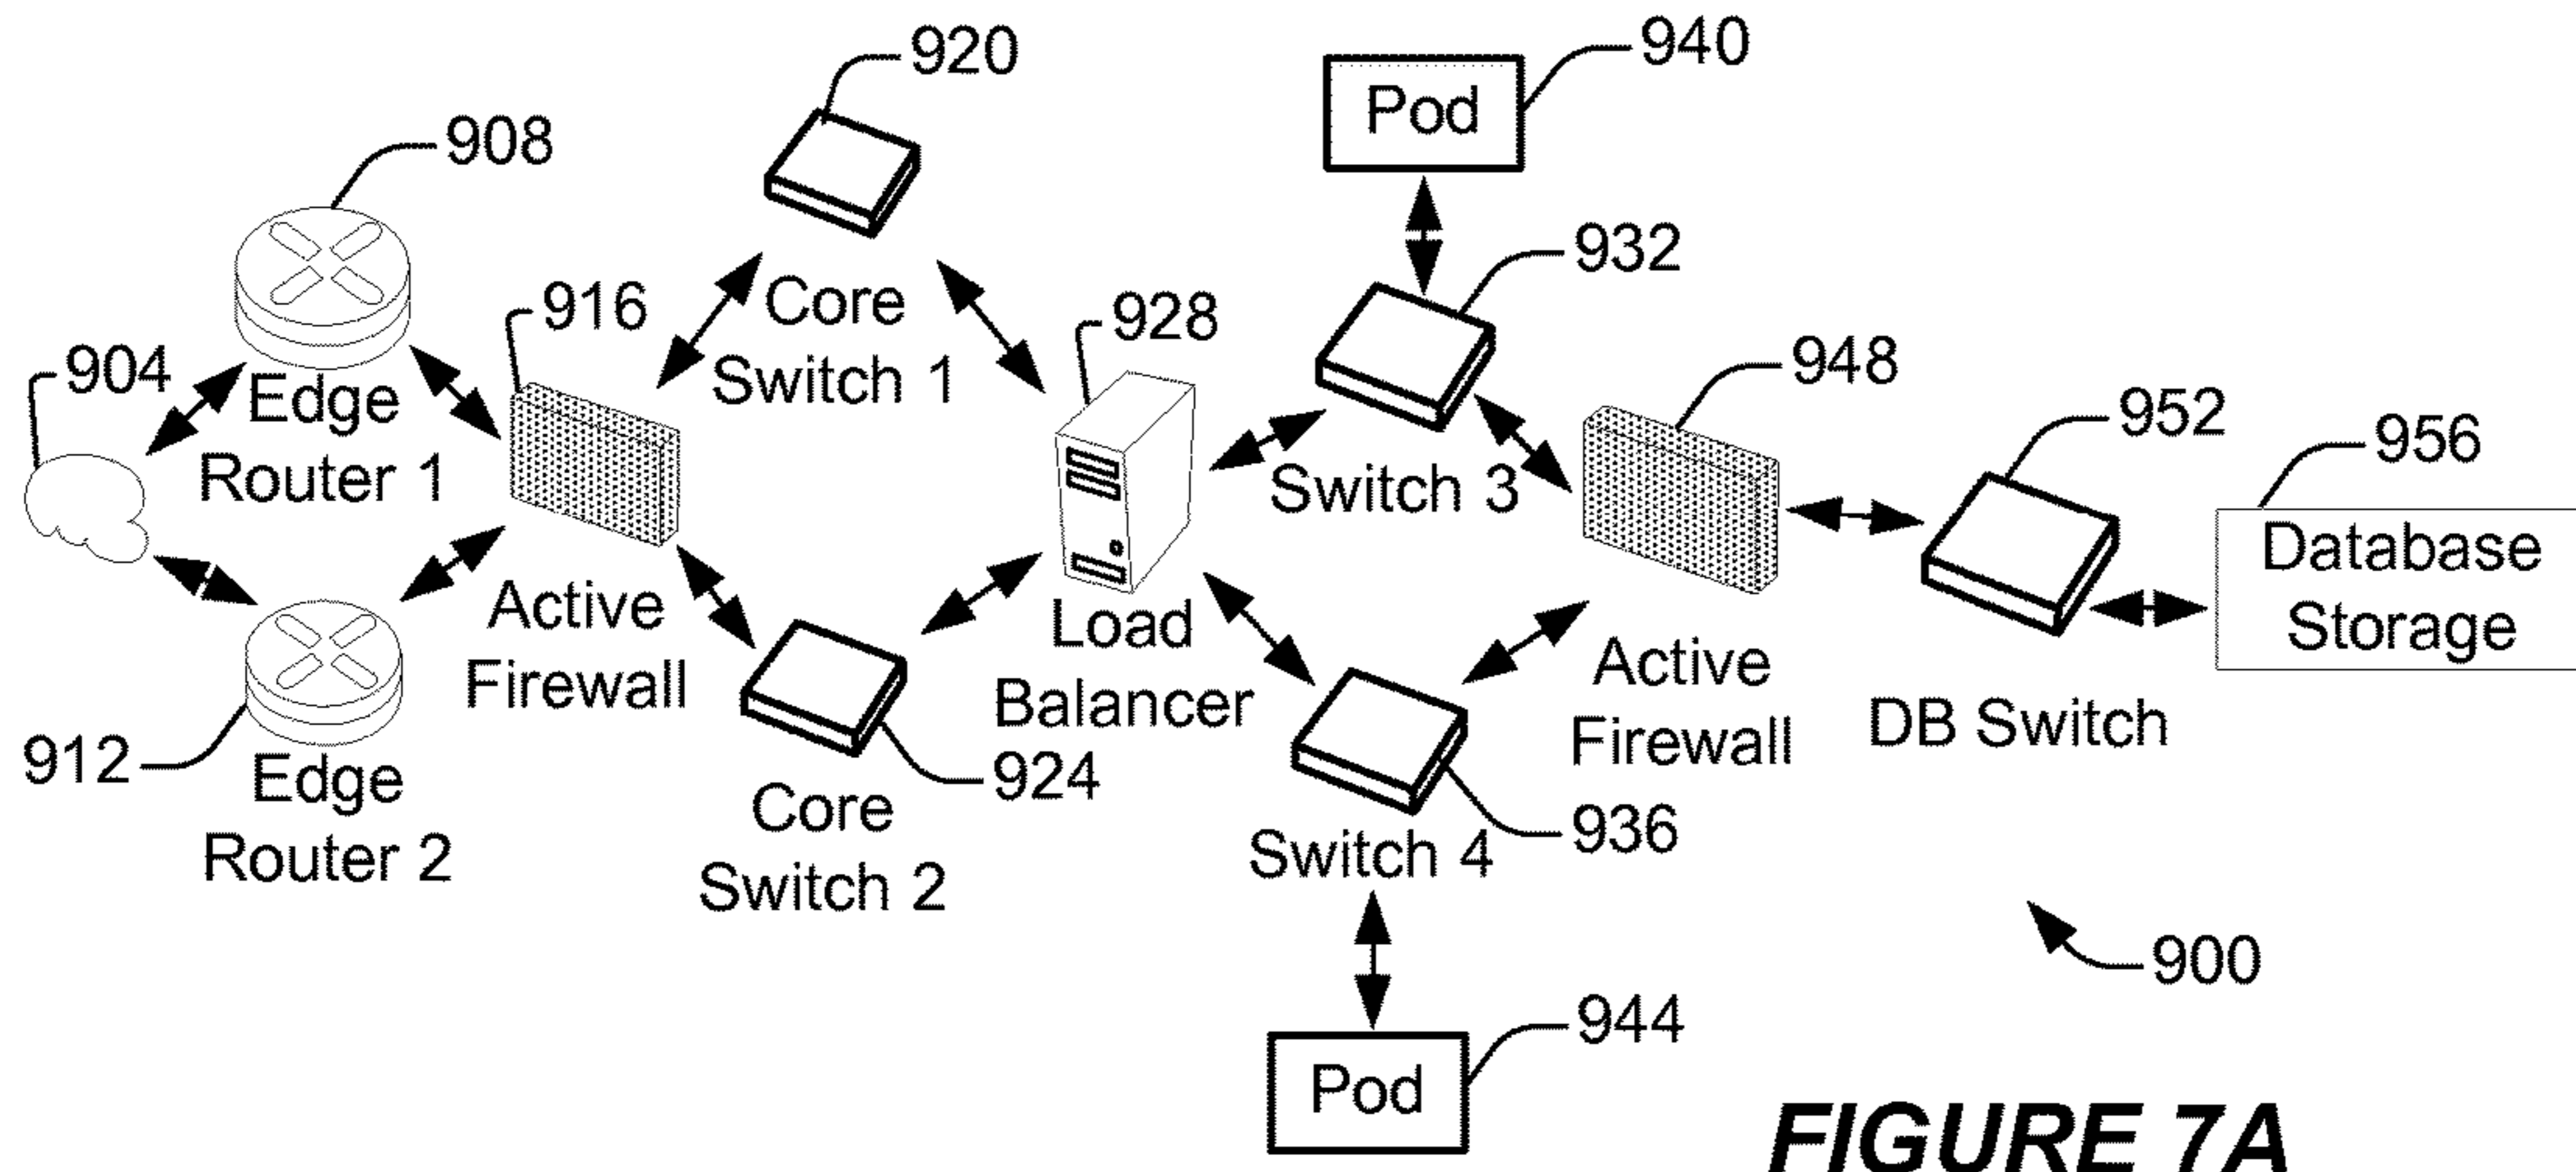 920
940
Pod
908
932
916
Core
Switch 1
928
948
904
Edge
Router 1
952
956
Switch 3
Database
Storage
Active
Firewall
Load
Balancer
Active
Firewall
DB Switch
912
Edge
Router 2
924
Core
Switch 2
936
Switch 4
900
944
Pod
FIGURE 7A